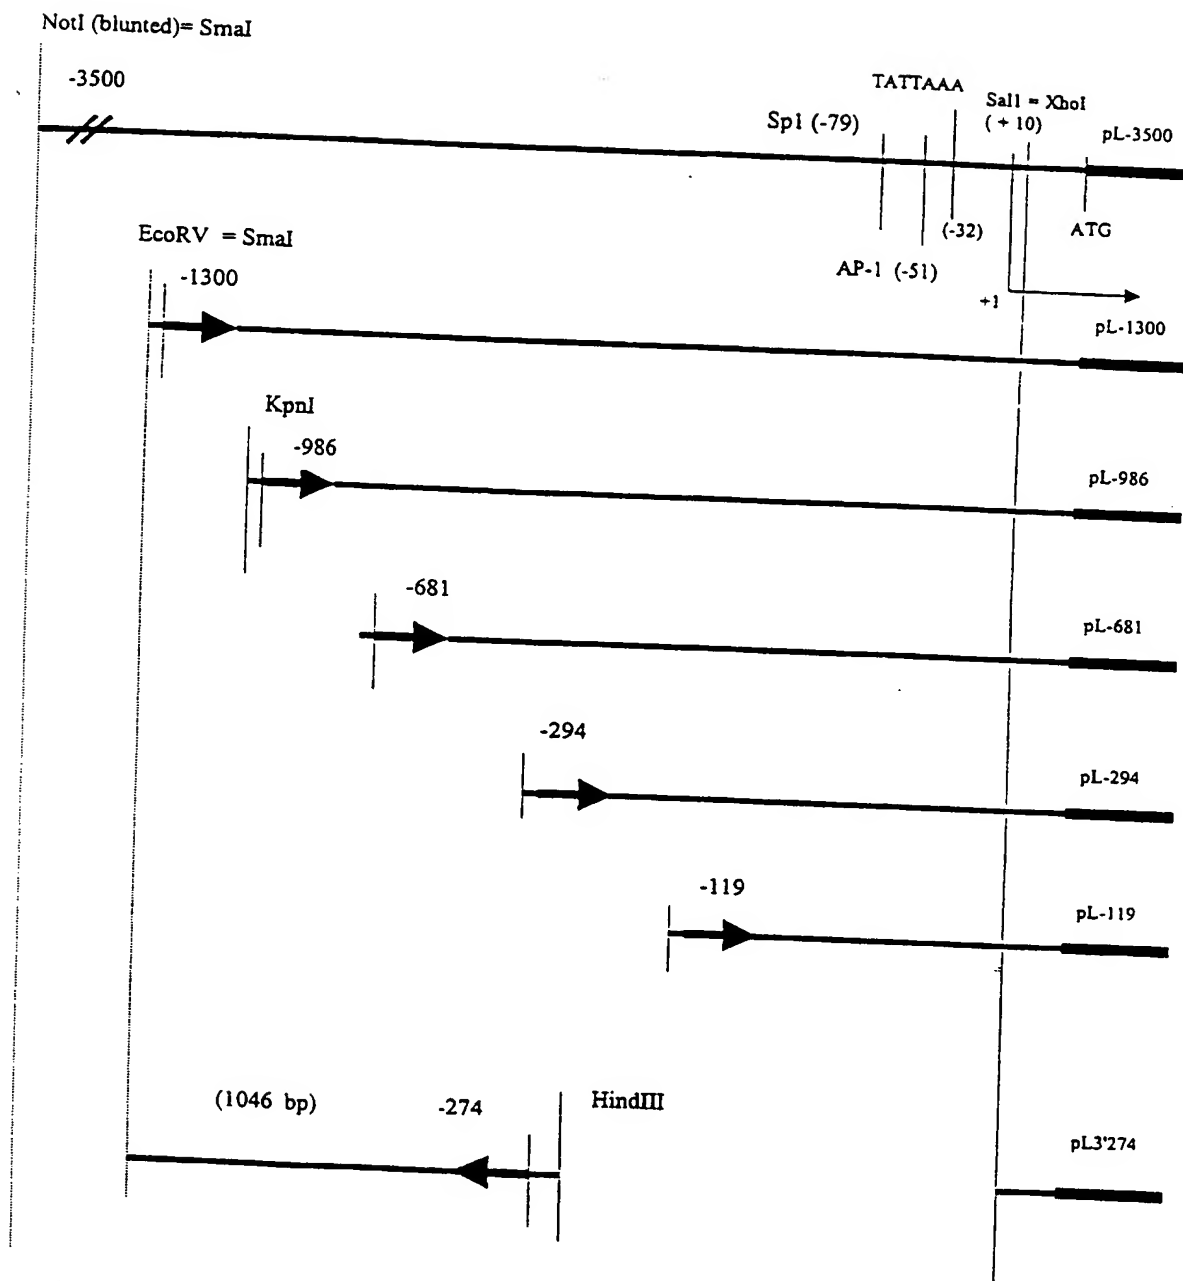 NotI (blunted)= SmaI
-3500
TATTAAA
Sp1 (-79)
Sal1 = XhoI
( + 10)
pL-3500
(-32)
ATG
AP-1 (-51)
+1
EcoRV = SmaI
-1300
pL-1300
KpnI
-986
pL-986
-681
pL-681
-294
pL-294
-119
pL-119
(1046 bp)
-274
HindIII
pL3'274